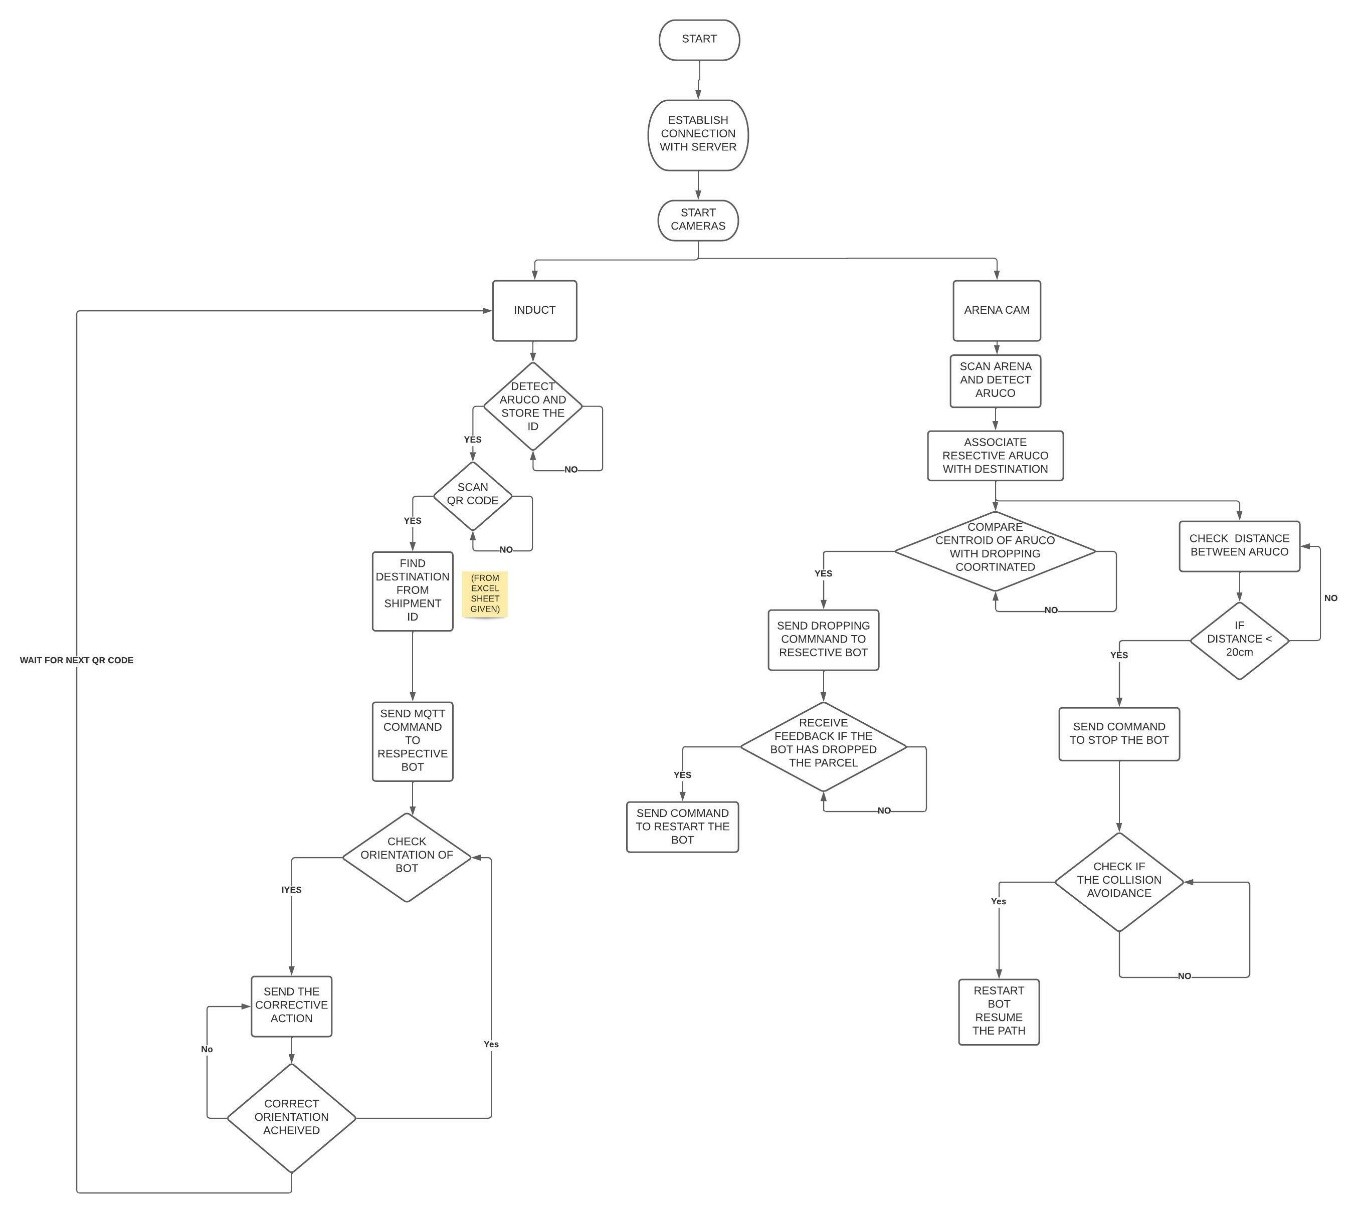 START
ESTABLISH
CONNECTION
WITH SERVER
START
CAMERAS
INDUCT
DETECT
ARUCO AND
STORE THE
ID
YES
NO
SCAN
QR CODE
YES
NO
FIND
DESTINATION
FROM
SHIPMENT
ID
(FROM
EXCEL
SHEET
GIVEN)
WAIT FOR NEXT QR CODE
SEND MQTT
COMMAND
TO
RESPECTIVE
BOT
CHECK
ORIENTATION OF
BOT
IYES
SEND THE
CORRECTIVE
ACTION
No
Yes
CORRECT
ORIENTATION
ACHEIVED
ARENA CAM
SCAN ARENA
AND DETECT
ARUCO
ASSOCIATE
RESECTIVE ARUCO
WITH DESTINATION
COMPARE
CENTROID OF ARUCO
WITH DROPPING
COORTINATED
YES
NO
SEND DROPPING
COMMNAND TO
RESECTIVE BOT
RECEIVE
FEEDBACK IF THE
BOT HAS DROPPED
THE PARCEL
YES
NO
SEND COMMAND
TO RESTART THE
BOT
CHECK DISTANCE
BETWEEN ARUCO
NO
IF
DISTANCE <
20cm
YES
SEND COMMAND
TO STOP THE BOT
CHECK IF
THE COLLISION
AVOIDANCE
Yes
NO
RESTART
BOT
RESUME
THE PATH